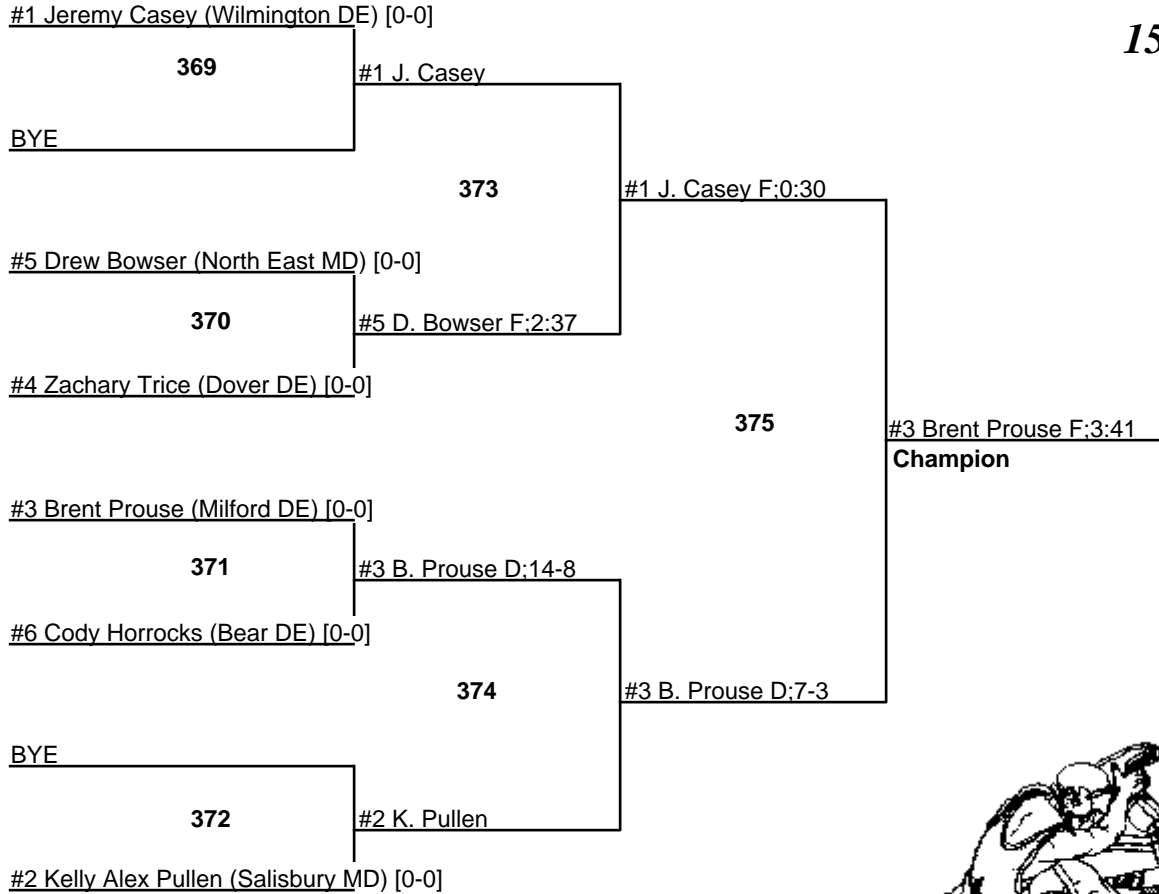 #1 Jeremy Casey (Wilmington DE) [0-0]
15
369
#1 J. Casey
BYE
373
#1 J. Casey F;0:30
#5 Drew Bowser (North East MD) [0-0]
370
#5 D. Bowser F;2:37
#4 Zachary Trice (Dover DE) [0-0]
375
#3 Brent Prouse F;3:41
Champion
#3 Brent Prouse (Milford DE) [0-0]
371
#3 B. Prouse D;14-8
#6 Cody Horrocks (Bear DE) [0-0]
374
#3 B. Prouse D;7-3
BYE
372
#2 K. Pullen
#2 Kelly Alex Pullen (Salisbury MD) [0-0]